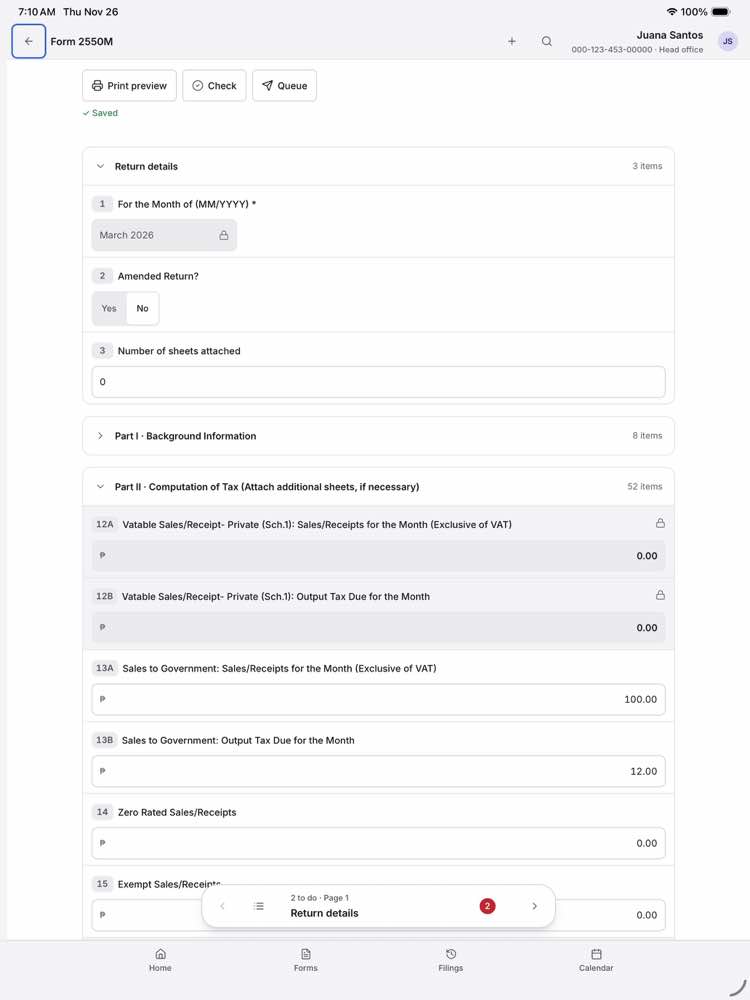 7:10 AM Thu Nov 26
100%
Form 2550M
Juana Santos
000-123-453-00000 · Head office
JS
Print preview
Check
Queue
✓ Saved
Return details
3 items
1 For the Month of (MM/YYYY) *
March 2026
2 Amended Return?
Yes No
3 Number of sheets attached
0
Part I · Background Information
8 items
Part II · Computation of Tax (Attach additional sheets, if necessary)
52 items
12A Vatable Sales/Receipt- Private (Sch.1): Sales/Receipts for the Month (Exclusive of VAT)
₱ 0.00
12B Vatable Sales/Receipt- Private (Sch.1): Output Tax Due for the Month
₱ 0.00
13A Sales to Government: Sales/Receipts for the Month (Exclusive of VAT)
₱ 100.00
13B Sales to Government: Output Tax Due for the Month
₱ 12.00
14 Zero Rated Sales/Receipts
₱ 0.00
15 Exempt Sales/Receipts
₱ 0.00
2 to do · Page 1
Return details
2
Home
Forms
Filings
Calendar